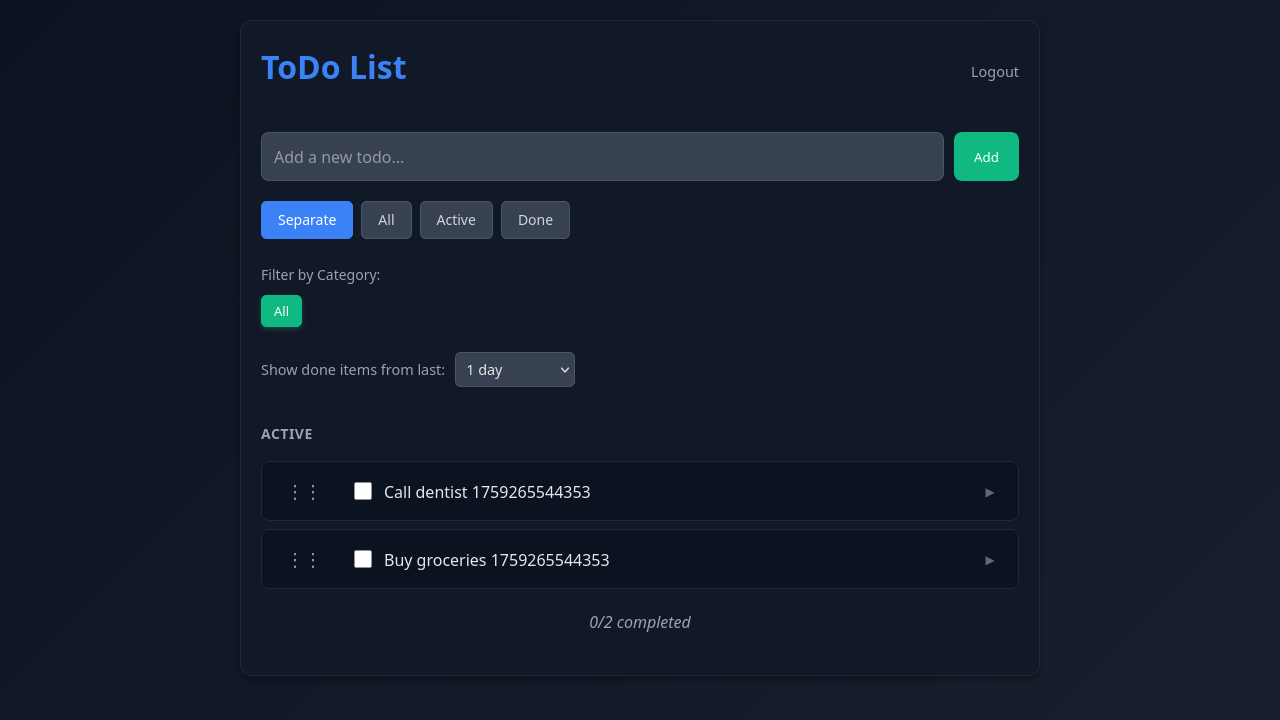 ToDo List
Logout
Add a new todo...
Add
Separate
All
Active
Done
Filter by Category:
All
Show done items from last:
1 day
ACTIVE
Call dentist 1759265544353
Buy groceries 1759265544353
0/2 completed